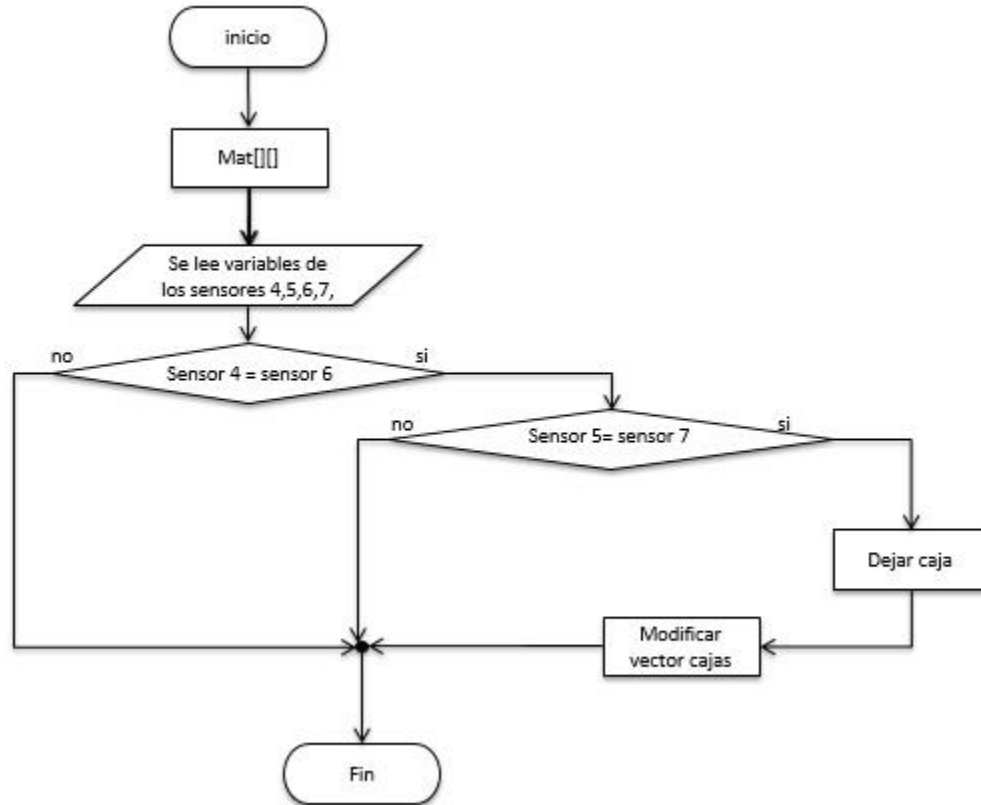 inicio
Mat[][]
Se lee variables de
los sensores 4,5,6,7,
no
si
Sensor 4 = sensor 6
no
si
Sensor 5= sensor 7
Dejar caja
Modificar
vector cajas
Fin